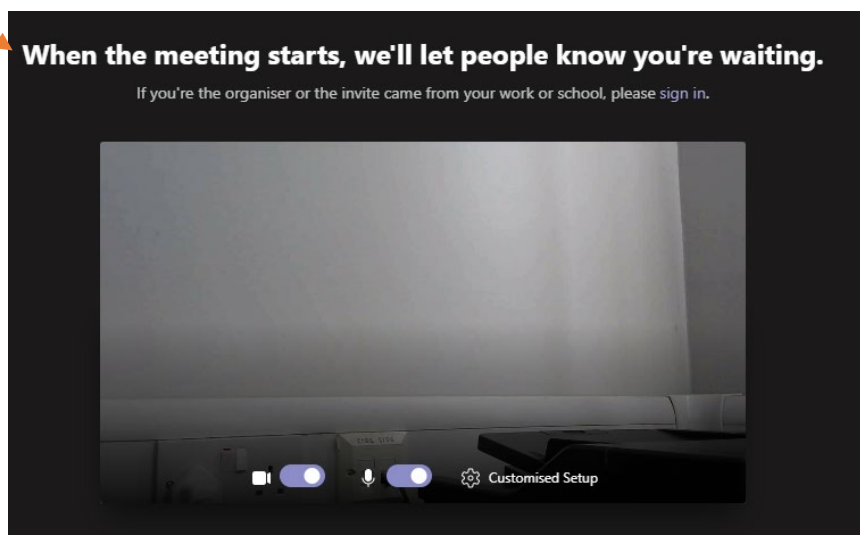 When the meeting starts, we'll let people know you're waiting.
If you're the organiser or the invite came from your work or school, please sign in.
Customised Setup